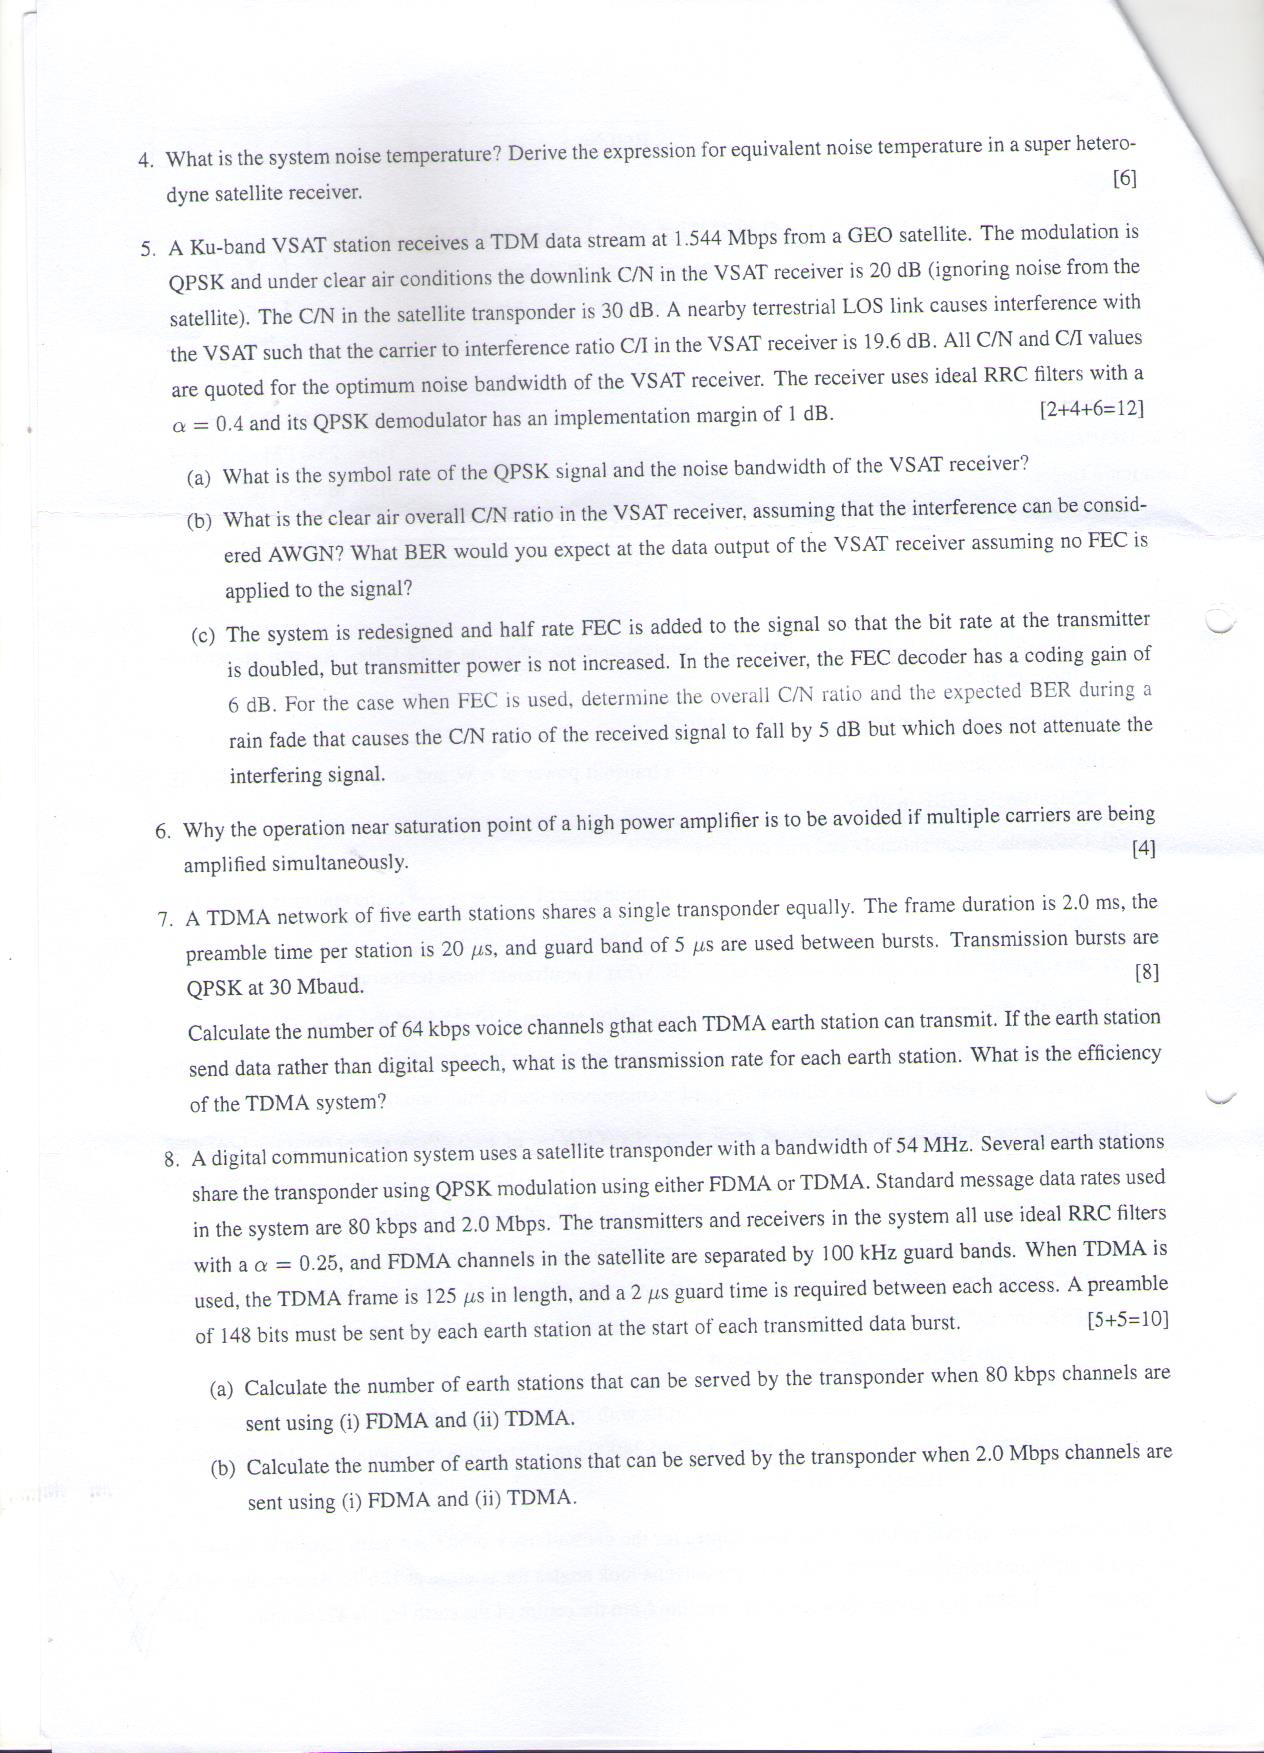 4. What is the system noise temperature? Derive the expression for equivalent noise temperature in a super hetero-
dyne satellite receiver. [6]
5. A Ku-band VSAT station receives a TDM data stream at 1.544 Mbps from a GEO satellite. The modulation is
QPSK and under clear air conditions the downlink C/N in the VSAT receiver is 20 dB (ignoring noise from the
satellite). The C/N in the satellite transponder is 30 dB. A nearby terrestrial LOS link causes interference with
the VSAT such that the carrier to interference ratio C/I in the VSAT receiver is 19.6 dB. All C/N and C/I values
are quoted for the optimum noise bandwidth of the VSAT receiver. The receiver uses ideal RRC filters with a
α = 0.4 and its QPSK demodulator has an implementation margin of 1 dB. [2+4+6=12]
(a) What is the symbol rate of the QPSK signal and the noise bandwidth of the VSAT receiver?
(b) What is the clear air overall C/N ratio in the VSAT receiver, assuming that the interference can be consid-
ered AWGN? What BER would you expect at the data output of the VSAT receiver assuming no FEC is
applied to the signal?
(c) The system is redesigned and half rate FEC is added to the signal so that the bit rate at the transmitter
is doubled, but transmitter power is not increased. In the receiver, the FEC decoder has a coding gain of
6 dB. For the case when FEC is used, determine the overall C/N ratio and the expected BER during a
rain fade that causes the C/N ratio of the received signal to fall by 5 dB but which does not attenuate the
interfering signal.
6. Why the operation near saturation point of a high power amplifier is to be avoided if multiple carriers are being
amplified simultaneously. [4]
7. A TDMA network of five earth stations shares a single transponder equally. The frame duration is 2.0 ms, the
preamble time per station is 20 μs, and guard band of 5 μs are used between bursts. Transmission bursts are
QPSK at 30 Mbaud. [8]
Calculate the number of 64 kbps voice channels gthat each TDMA earth station can transmit. If the earth station
send data rather than digital speech, what is the transmission rate for each earth station. What is the efficiency
of the TDMA system?
8. A digital communication system uses a satellite transponder with a bandwidth of 54 MHz. Several earth stations
share the transponder using QPSK modulation using either FDMA or TDMA. Standard message data rates used
in the system are 80 kbps and 2.0 Mbps. The transmitters and receivers in the system all use ideal RRC filters
with a α = 0.25, and FDMA channels in the satellite are separated by 100 kHz guard bands. When TDMA is
used, the TDMA frame is 125 μs in length, and a 2 μs guard time is required between each access. A preamble
of 148 bits must be sent by each earth station at the start of each transmitted data burst. [5+5=10]
(a) Calculate the number of earth stations that can be served by the transponder when 80 kbps channels are
sent using (i) FDMA and (ii) TDMA.
(b) Calculate the number of earth stations that can be served by the transponder when 2.0 Mbps channels are
sent using (i) FDMA and (ii) TDMA.